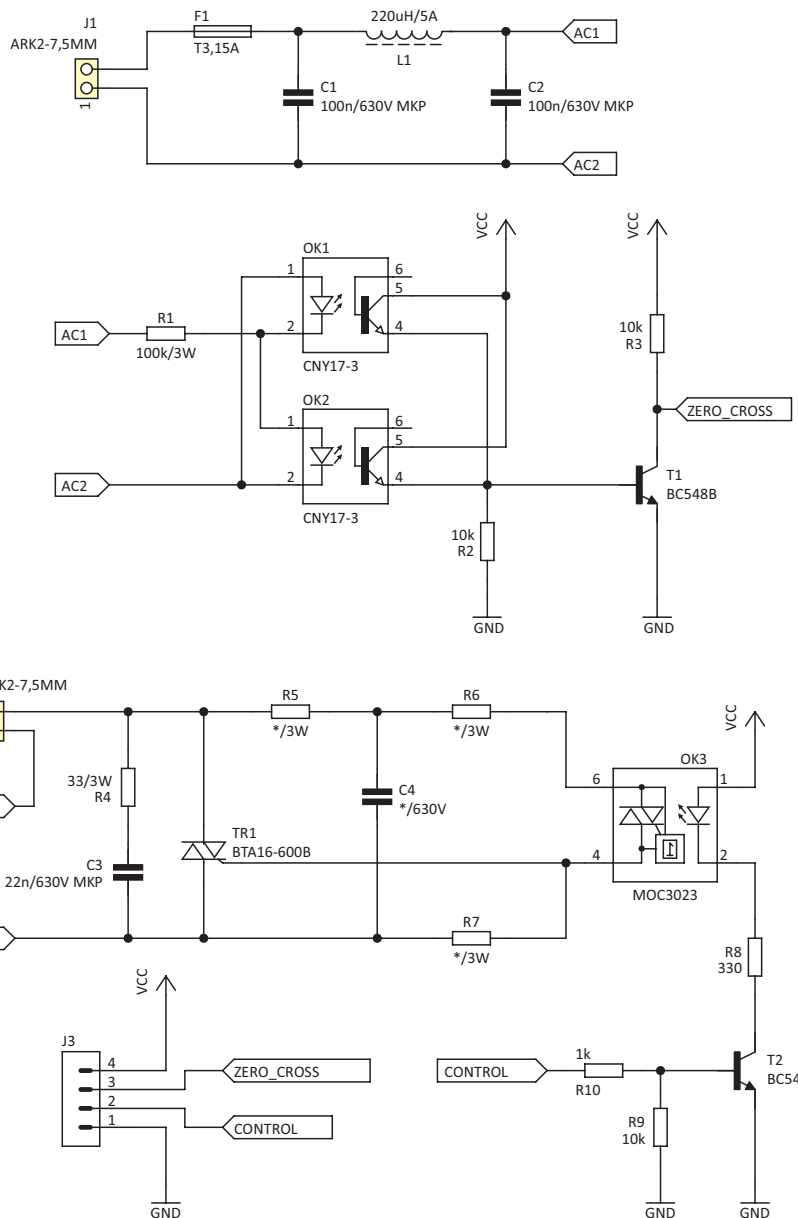 J1
ARK2-7,5MM
1
F1
T3,15A
220uH/5A
L1
C1
100n/630V MKP
C2
100n/630V MKP
AC1
AC2
VCC
VCC
OK1
1
2
6
5
4
CNY17-3
AC1
R1
100k/3W
10k
R3
ZERO_CROSS
OK2
1
2
6
5
4
CNY17-3
AC2
T1
BC548B
10k
R2
GND
GND
K2-7,5MM
R5
*/3W
R6
*/3W
VCC
OK3
6
4
1
2
MOC3023
33/3W
R4
C4
*/630V
TR1
BTA16-600B
C3
22n/630V MKP
R7
*/3W
R8
330
VCC
J3
4
3
2
1
ZERO_CROSS
CONTROL
GND
CONTROL
1k
R10
R9
10k
T2
BC54
GND
GND